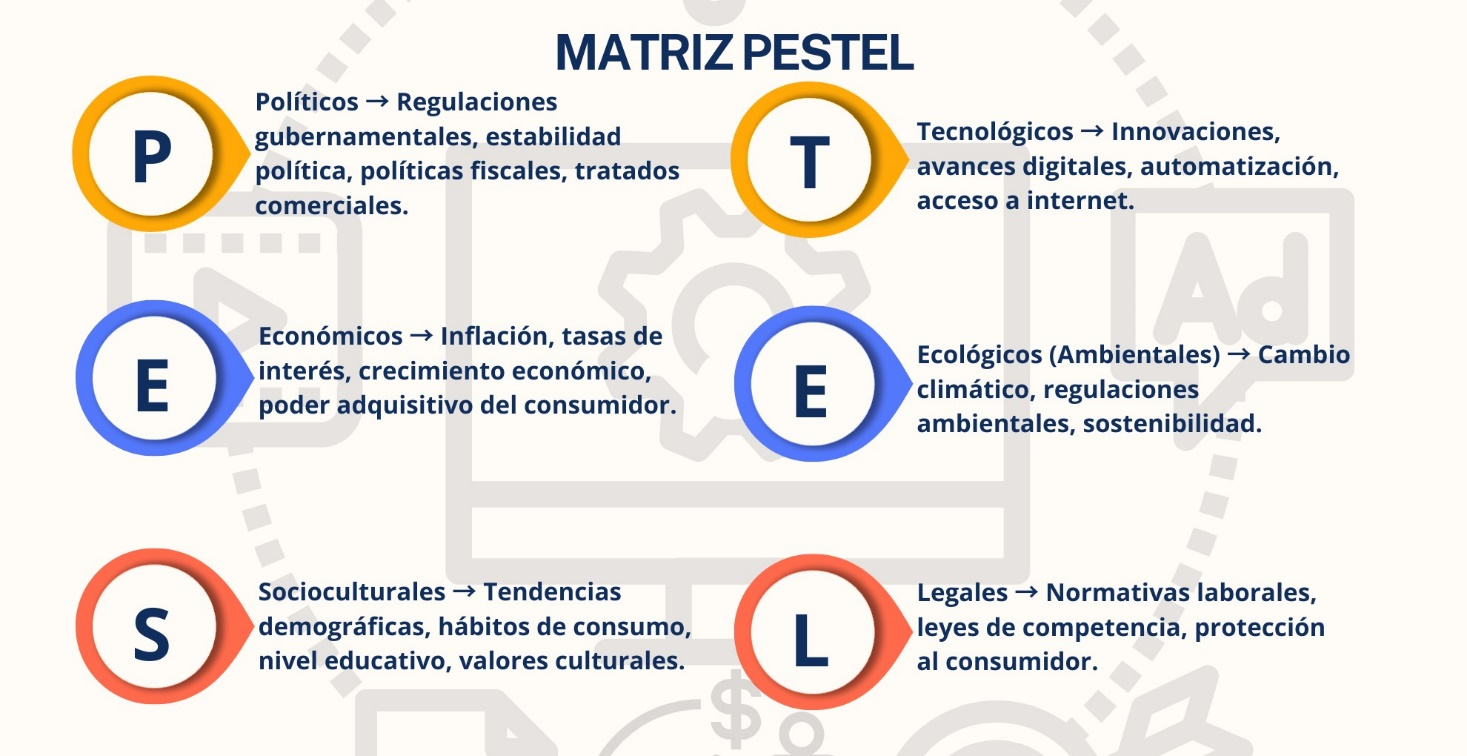 MATRIZ PESTEL
P
Políticos → Regulaciones
gubernamentales, estabilidad
política, políticas fiscales, tratados
comerciales.
E
Económicos → Inflación, tasas de
interés, crecimiento económico,
poder adquisitivo del consumidor.
S
Socioculturales → Tendencias
demográficas, hábitos de consumo,
nivel educativo, valores culturales.
T
Tecnológicos → Innovaciones,
avances digitales, automatización,
acceso a internet.
E
Ecológicos (Ambientales) → Cambio
climático, regulaciones
ambientales, sostenibilidad.
L
Legales → Normativas laborales,
leyes de competencia, protección
al consumidor.
Ad
$